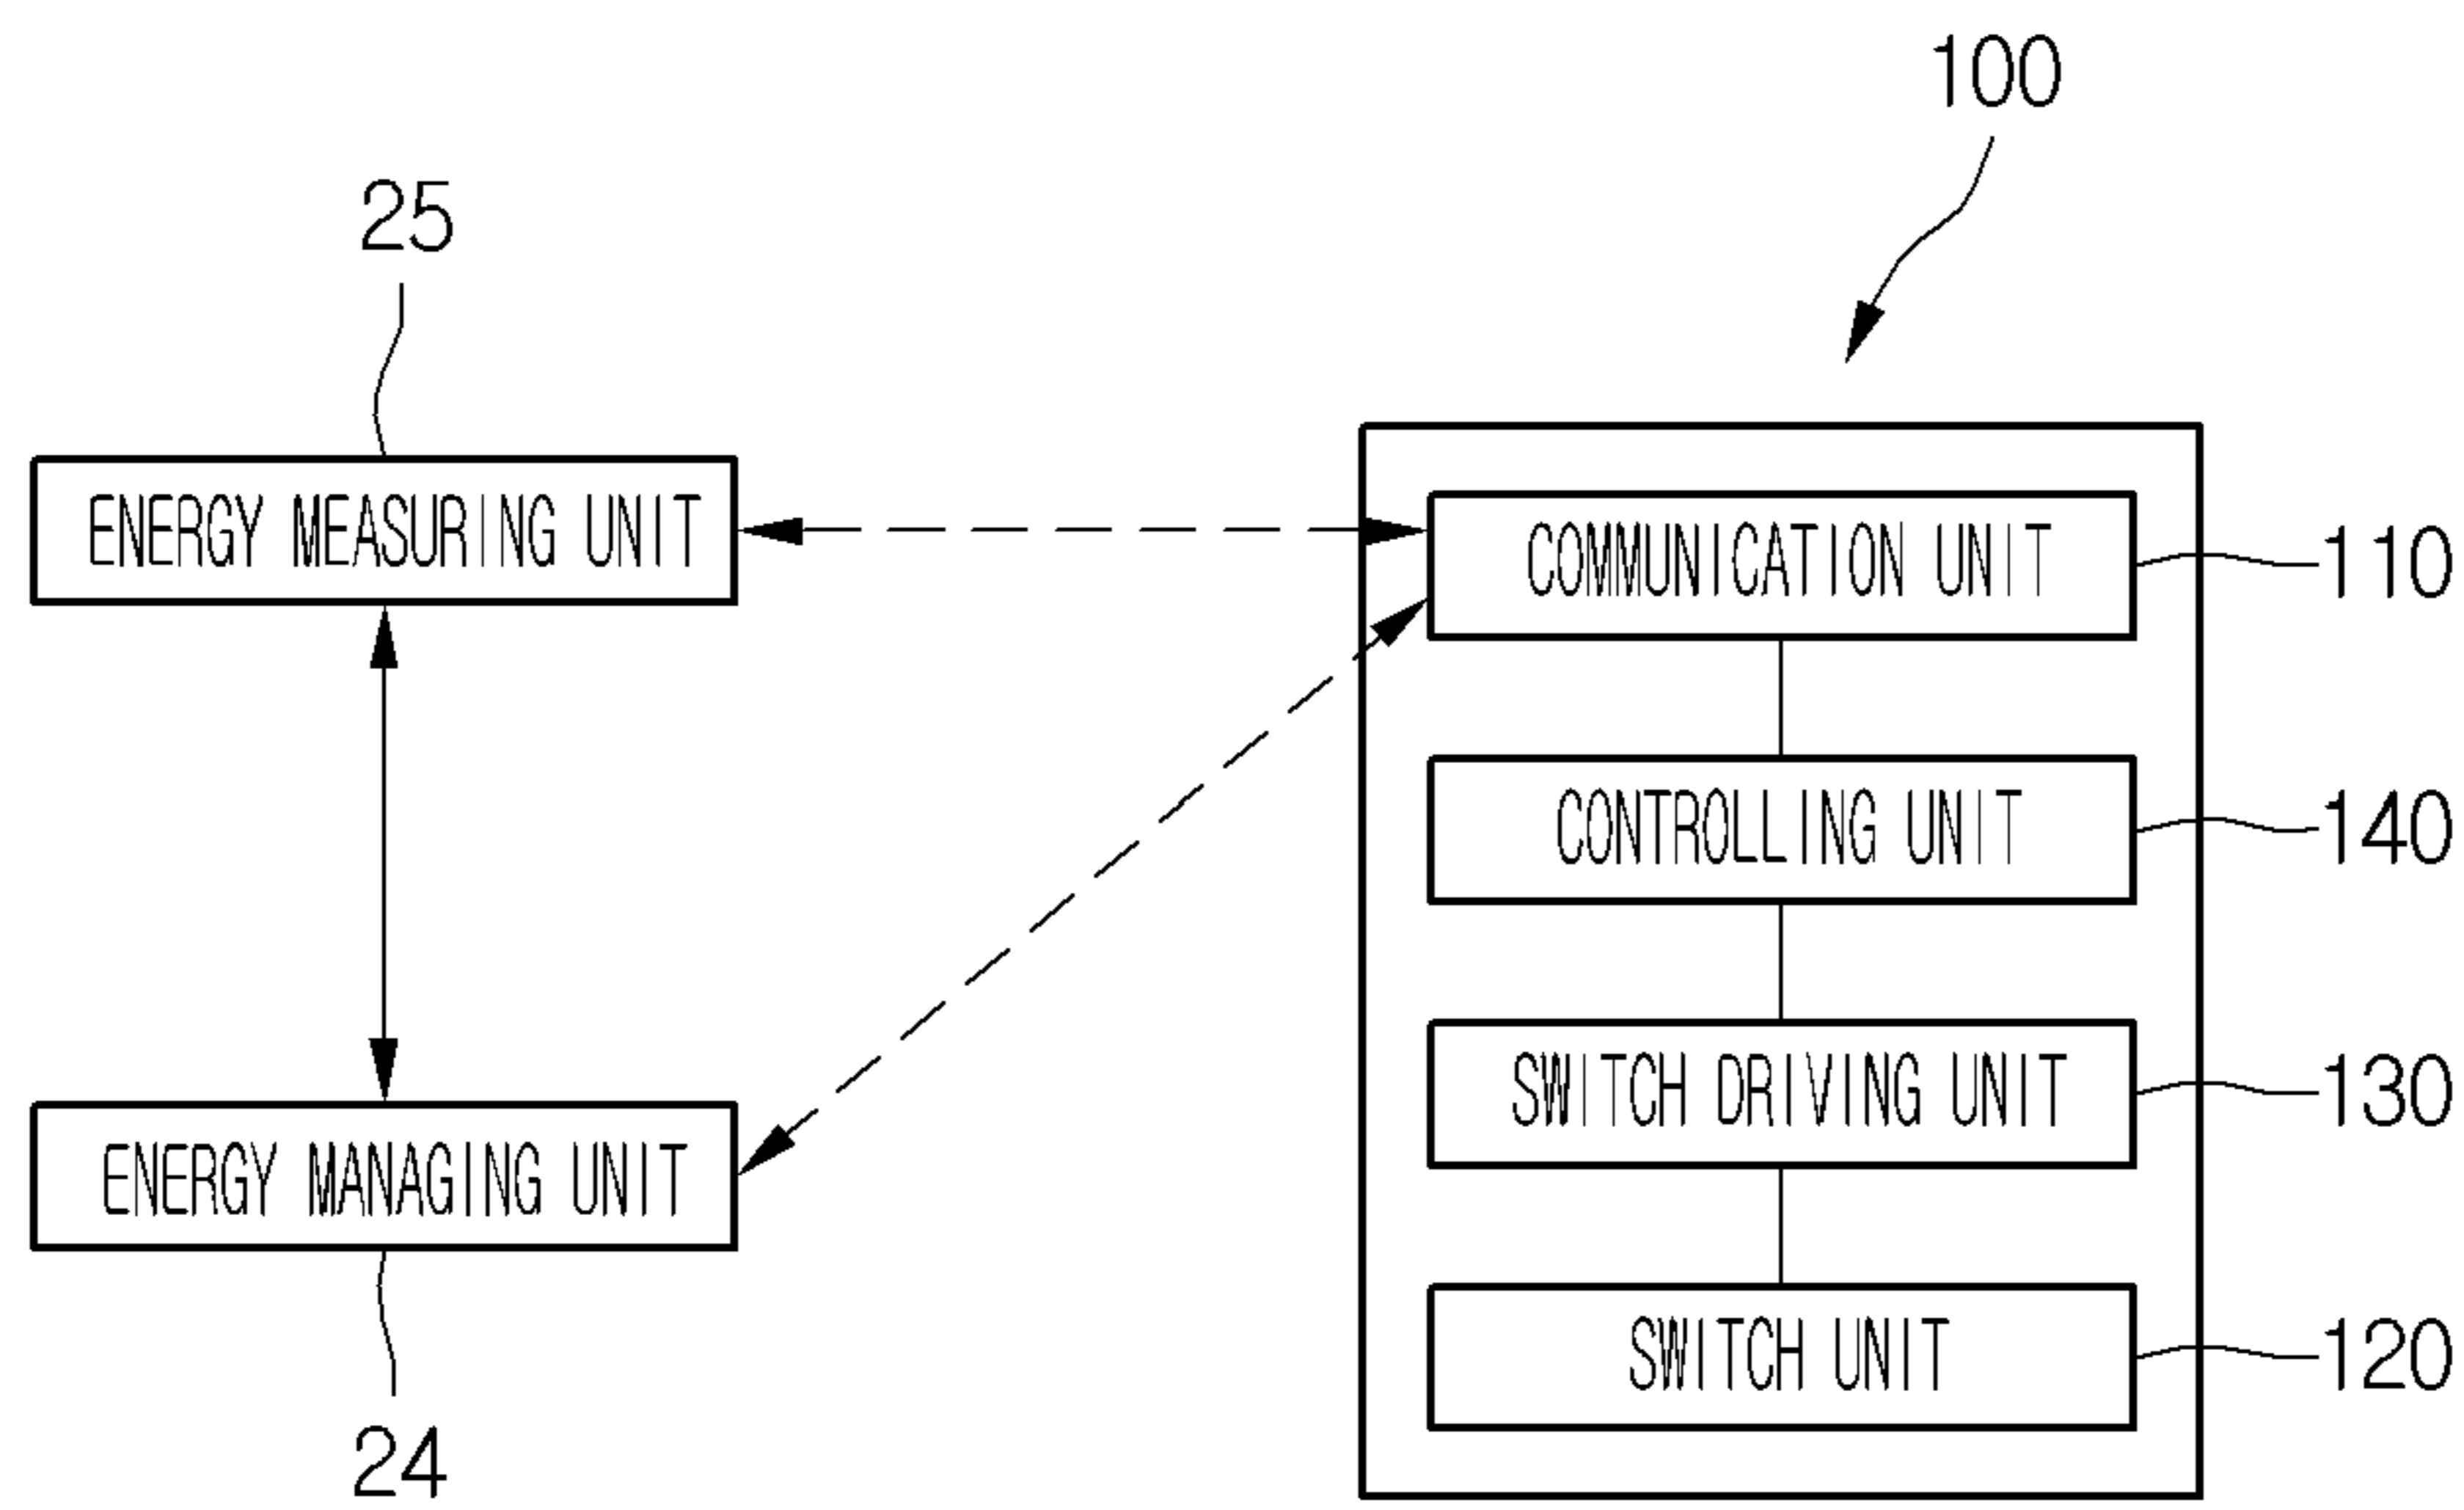 100
25
ENERGY MEASURING UNIT
COMMUNICATION UNIT
110
CONTROLLING UNIT
140
SWITCH DRIVING UNIT
130
ENERGY MANAGING UNIT
SWITCH UNIT
120
24